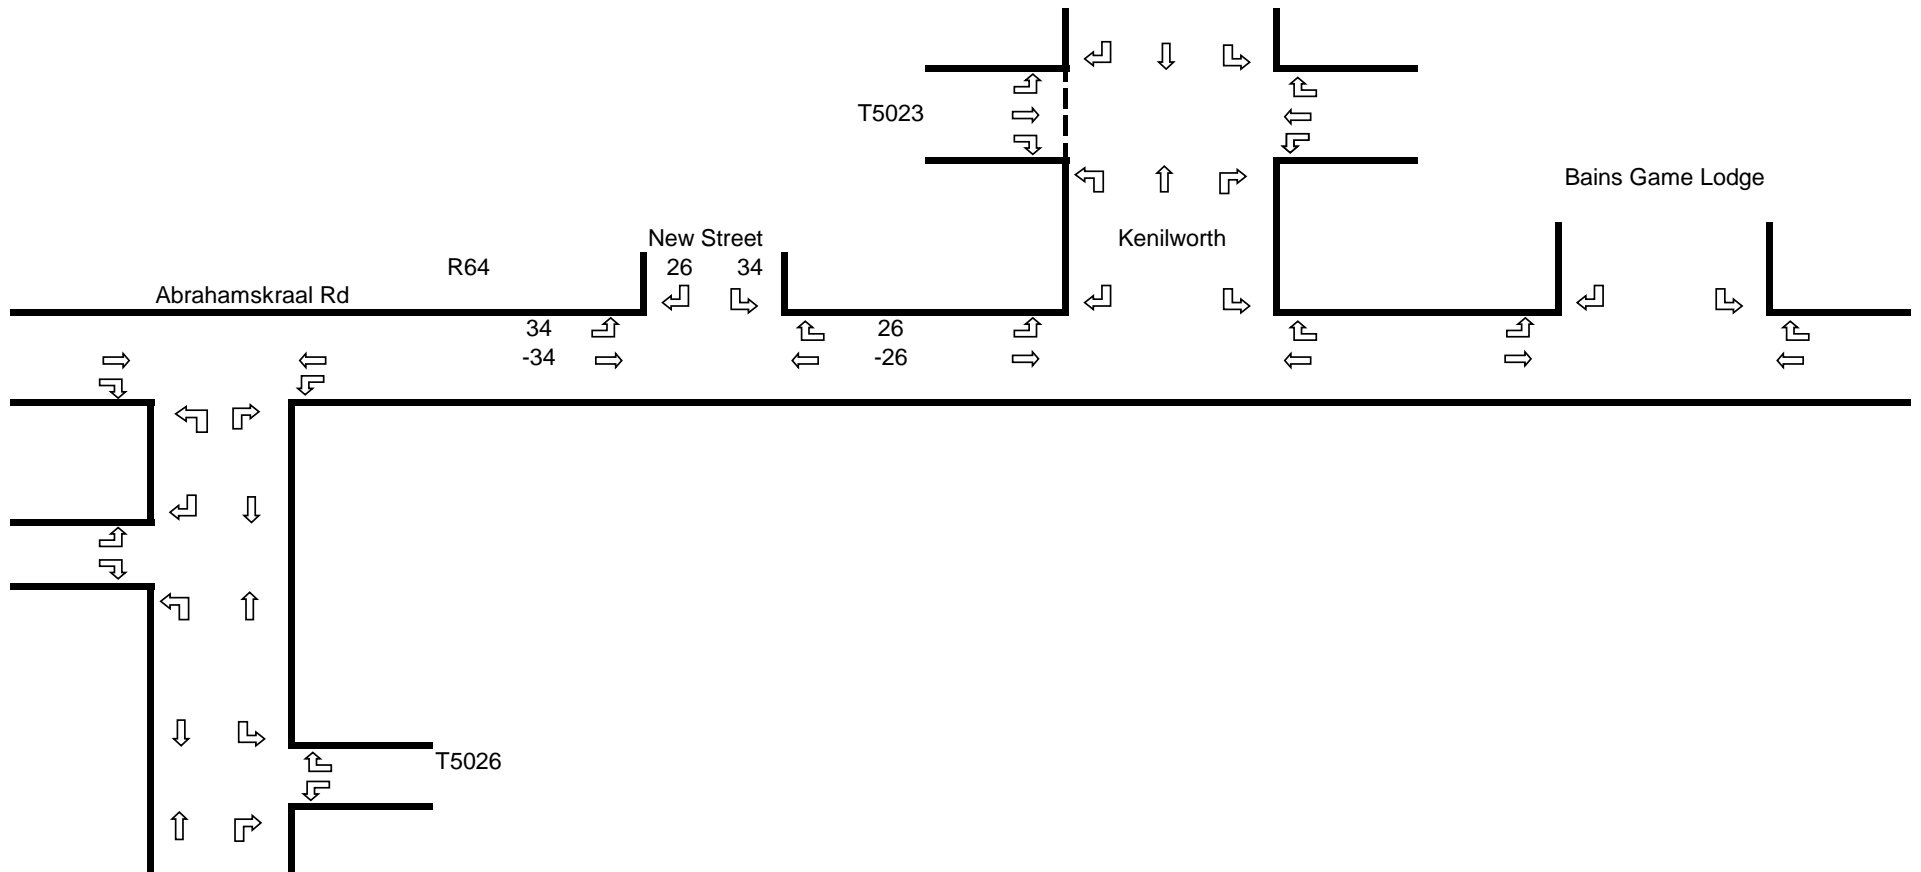 T5023
Bains Game Lodge
New Street
Kenilworth
R64
26 34
Abrahamskraal Rd
34
26
-34
-26
T5026